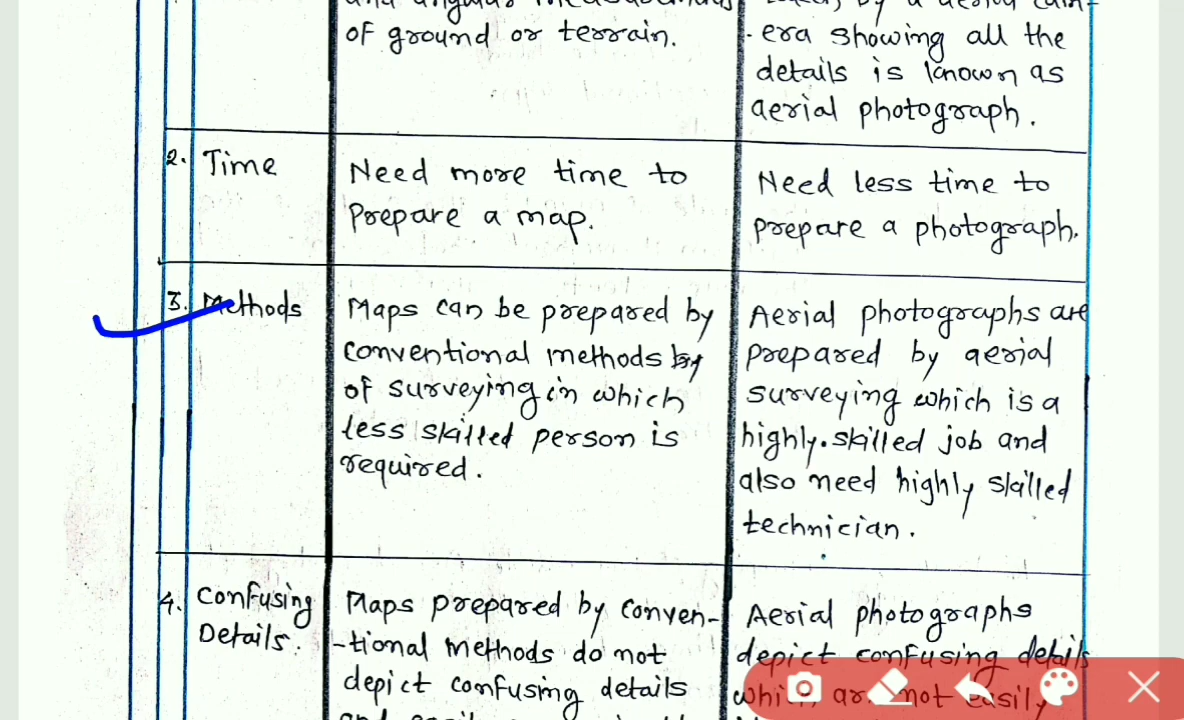 of ground or terrain.
era showing all the
details is known as
aerial photograph.
2. Time
Need more time to
prepare a map.
Need less time to
prepare a photograph.
3. Methods
Maps can be prepared by
conventional methods by
of surveying in which
less skilled person is
required.
Aerial photographs are
prepared by aerial
surveying which is a
highly skilled job and
also need highly skilled
technician.
4. Confusing
Details.
Maps prepared by Conven-
-tional methods do not
depict confusing details
Aerial photographs
depict confusing details
not easily